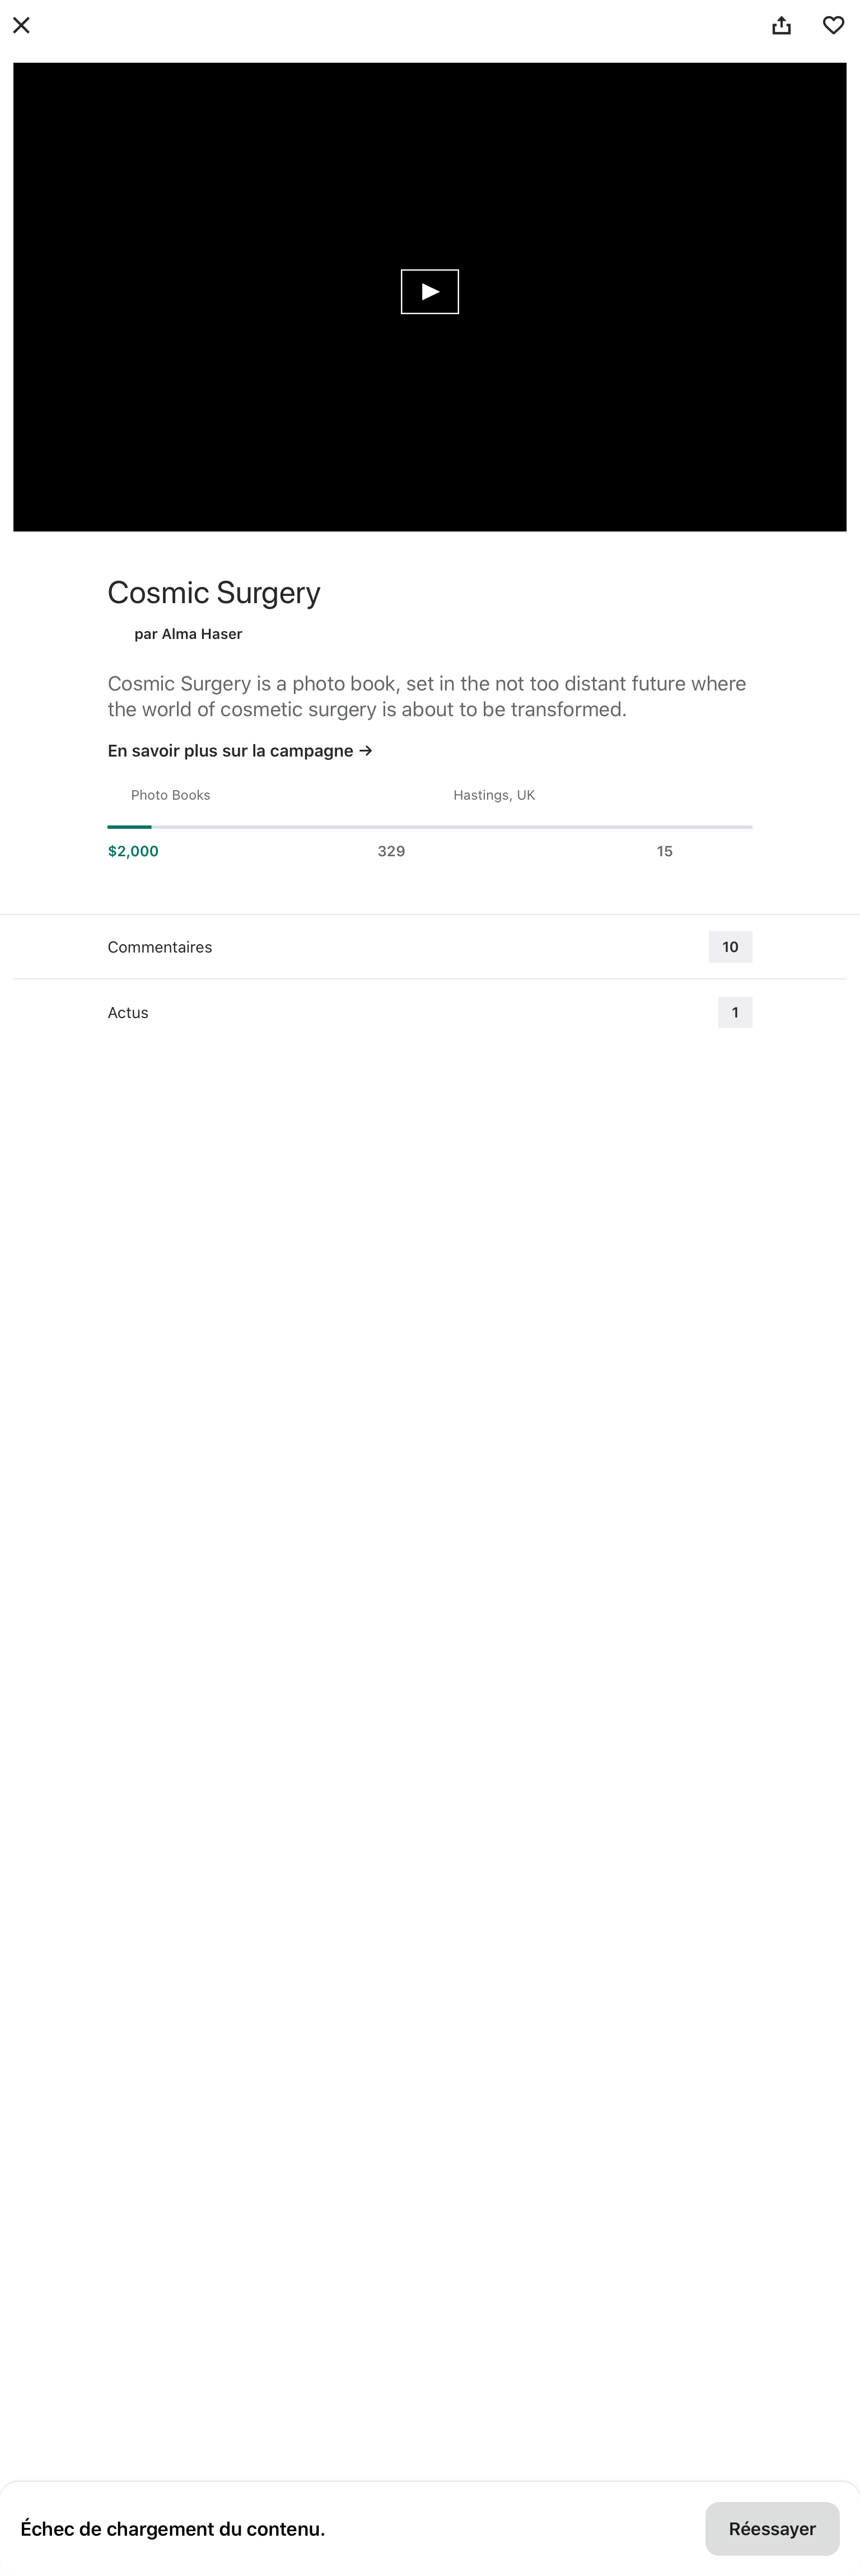 Cosmic Surgery
par Alma Haser
Cosmic Surgery is a photo book, set in the not too distant future where
the world of cosmetic surgery is about to be transformed.
En savoir plus sur la campagne →
Photo Books
Hastings, UK
$2,000
329
15
Commentaires
10
Actus
1
Échec de chargement du contenu.
Réessayer